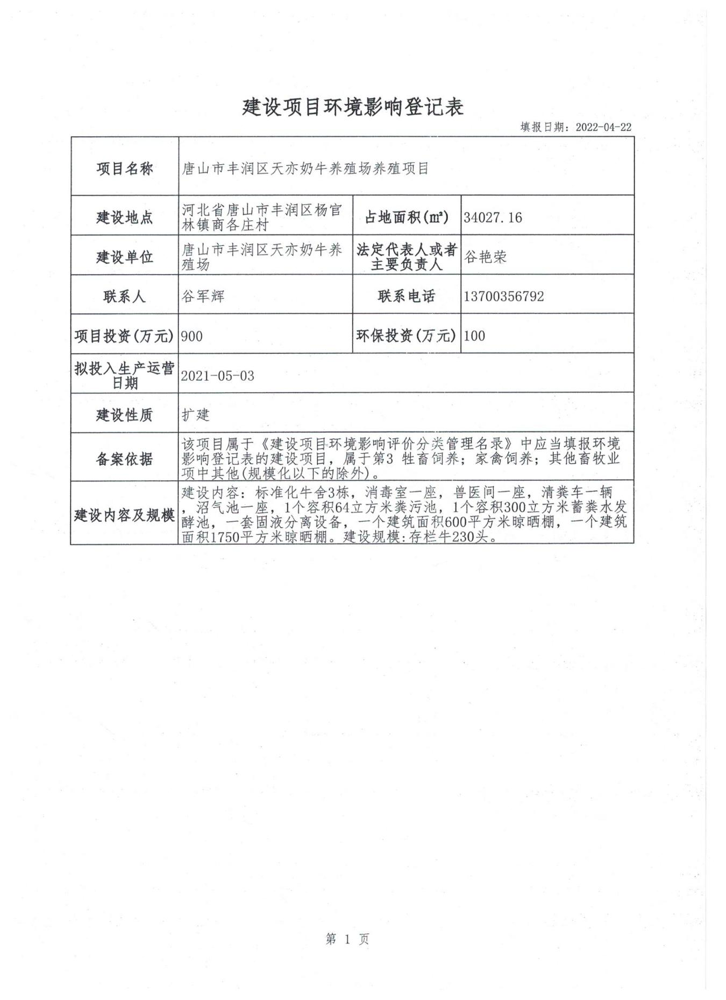 建设项目环境影响登记表
填报日期：2022-04-22
项目名称
唐山市丰润区天亦奶牛养殖场养殖项目
建设地点
河北省唐山市丰润区杨官
林镇商各庄村
占地面积(㎡)
34027.16
建设单位
唐山市丰润区天亦奶牛养
殖场
法定代表人或者
主要负责人
谷艳荣
联系人
谷军辉
联系电话
13700356792
项目投资(万元)
900
环保投资(万元)
100
拟投入生产运营
日期
2021-05-03
建设性质
扩建
备案依据
该项目属于《建设项目环境影响评价分类管理名录》中应当填报环境
影响登记表的建设项目，属于第3 牲畜饲养；家禽饲养；其他畜牧业
项中其他(规模化以下的除外)。
建设内容及规模
建设内容：标准化牛舍3栋，消毒室一座，兽医间一座，清粪车一辆
，沼气池一座，1个容积64立方米粪污池，1个容积300立方米蓄粪水发
酵池，一套固液分离设备，一个建筑面积600平方米晾晒棚，一个建筑
面积1750平方米晾晒棚。建设规模:存栏牛230头。
第 1 页